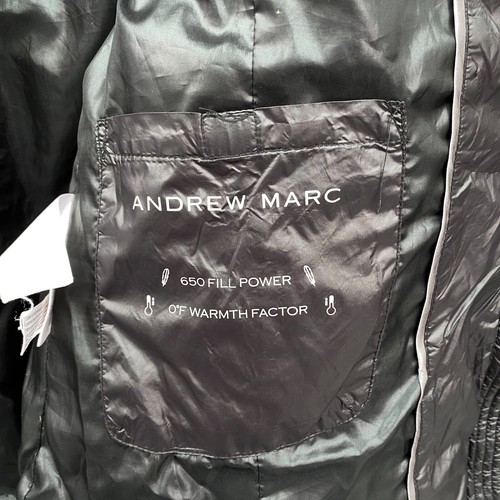 ANDREW MARC
650 FILL POWER
0°F WARMTH FACTOR